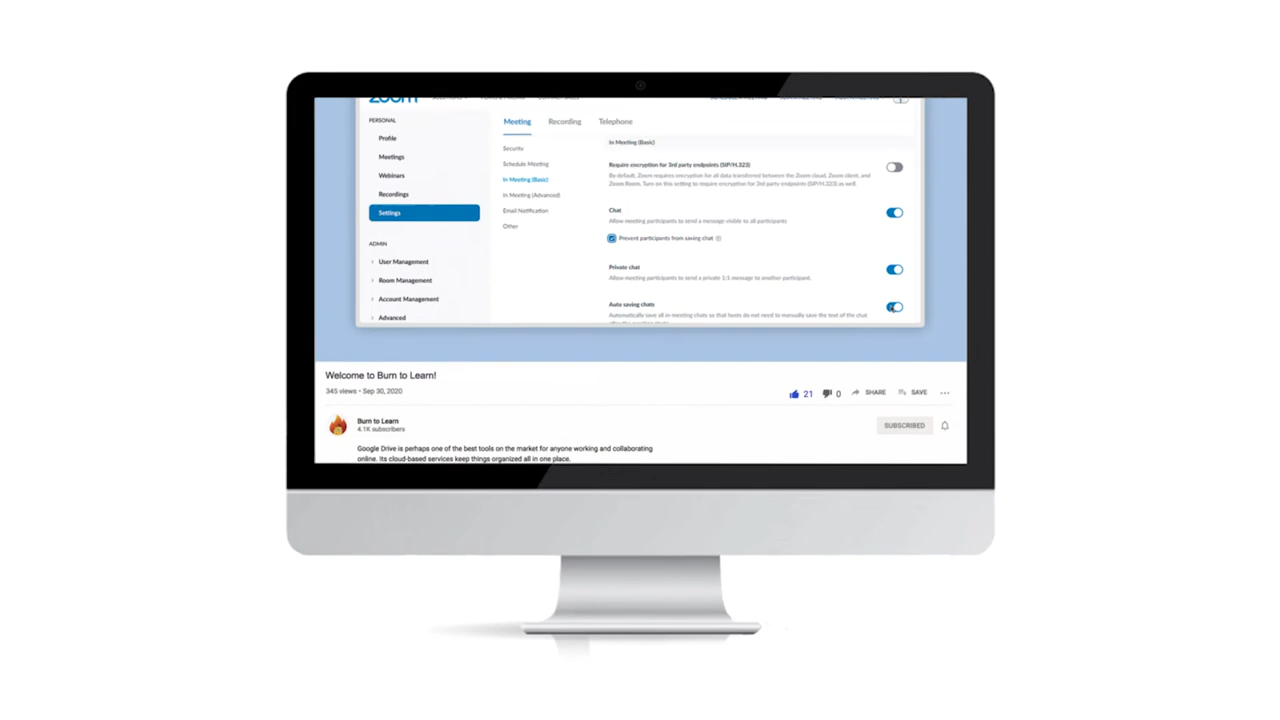 zoom
PERSONAL
Profile
Meetings
Webinars
Recordings
Settings
ADMIN
User Management
Room Management
Account Management
Advanced
Meeting Recording Telephone
Security
Schedule Meeting
In Meeting (Basic)
In Meeting (Advanced)
Email Notification
Other
In Meeting (Basic)
Require encryption for 3rd party endpoints (SIP/H.323)
By default, Zoom requires encryption for all data transferred between the Zoom cloud, Zoom client, and
Zoom Room. Turn on this setting to require encryption for 3rd party endpoints (SIP/H.323) as well.
Chat
Allow meeting participants to send a message visible to all participants
Prevent participants from saving chat
Private chat
Allow meeting participants to send a private 1:1 message to another participant.
Auto saving chats
Automatically save all in-meeting chats so that hosts do not need to manually save the text of the chat
Welcome to Burn to Learn!
345 views • Sep 30, 2020
21 0 SHARE SAVE
Burn to Learn
4.1K subscribers
SUBSCRIBED
Google Drive is perhaps one of the best tools on the market for anyone working and collaborating
online. Its cloud-based services keep things organized all in one place.